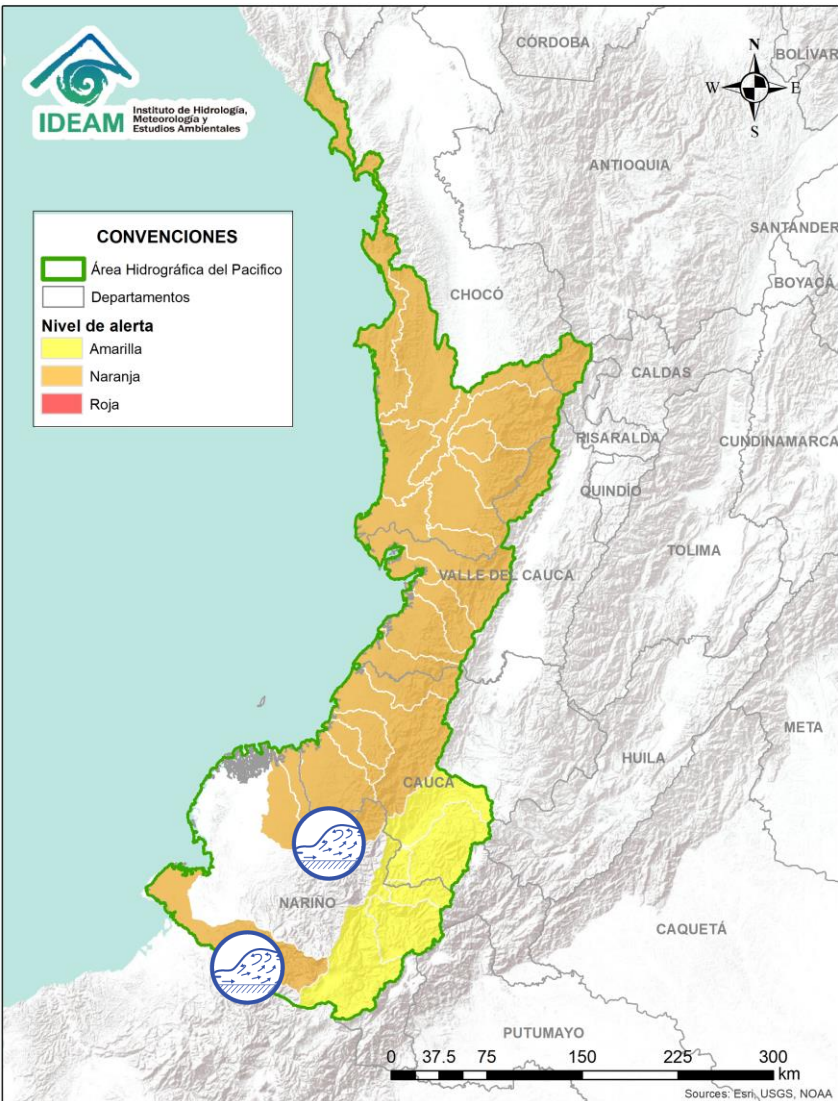 IDEAM
Instituto de Hidrología,
Meteorología y
Estudios Ambientales
CONVENCIONES
Área Hidrográfica del Pacifico
Departamentos
Nivel de alerta
Amarilla
Naranja
Roja
N
W
E
S
CÓRDOBA
BOLÍVAR
ANTIOQUIA
SANTANDER
BOYACÁ
CHOCÓ
CALDAS
RISARALDA
CUNDINAMARCA
QUINDÍO
TOLIMA
VALLE DEL CAUCA
META
HUILA
CAUCA
NARIÑO
CAQUETÁ
PUTUMAYO
0 37.5 75 150 225 300
km
Sources: Esri, USGS, NOAA